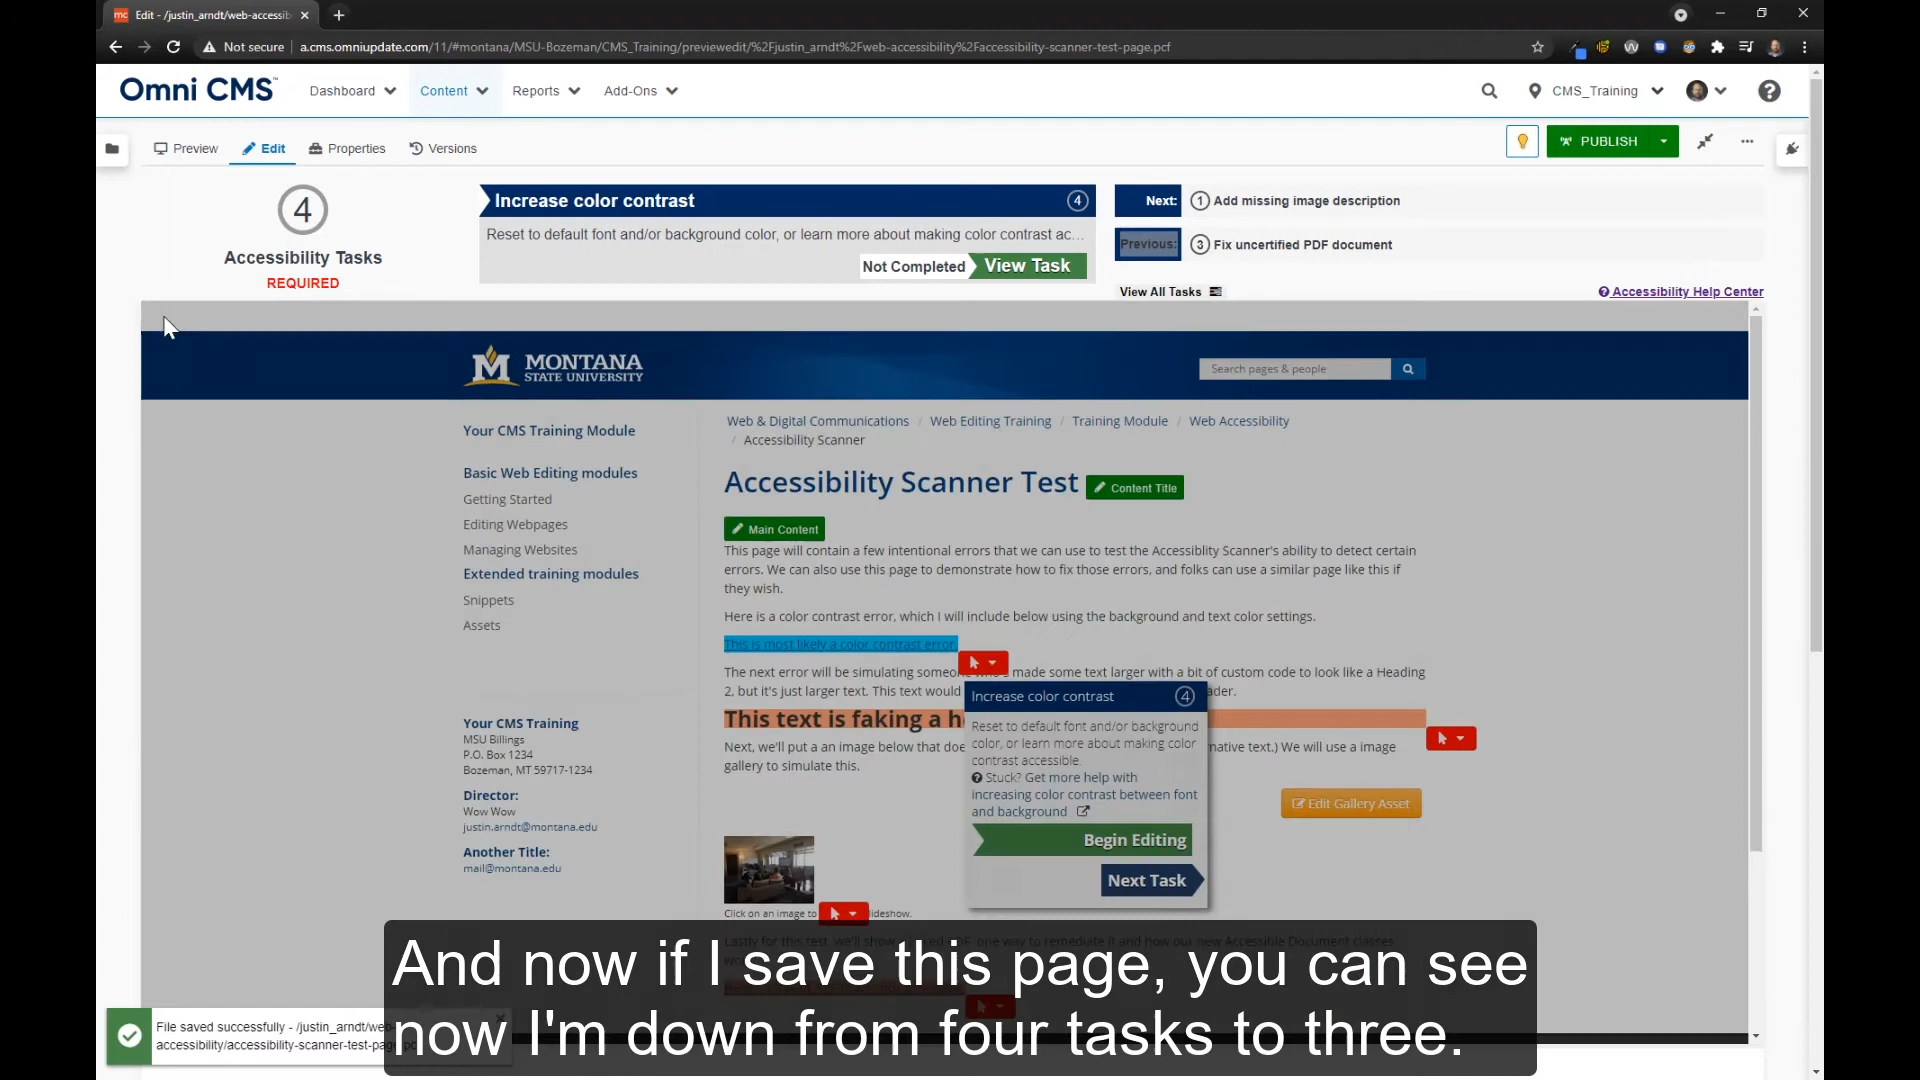 mc Edit - /justin_arndt/web-accessib
Not secure a.cms.omniupdate.com/11/#montana/MSU-Bozeman/CMS_Training/previewedit/%2Fjustin_arndt%2Fweb-accessibility%2Faccessibility-scanner-test-page.pcf
Omni CMS Dashboard Content Reports Add-Ons CMS_Training
Preview Edit Properties Versions PUBLISH
4
Accessibility Tasks
REQUIRED
Increase color contrast 4
Reset to default font and/or background color, or learn more about making color contrast ac...
Not Completed View Task
Next: 1 Add missing image description
Previous: 3 Fix uncertified PDF document
View All Tasks Accessibility Help Center
MONTANA
STATE UNIVERSITY
Search pages & people
Your CMS Training Module
Basic Web Editing modules
Getting Started
Editing Webpages
Managing Websites
Extended training modules
Snippets
Assets
Your CMS Training
MSU Billings
P.O. Box 1234
Bozeman, MT 59717-1234
Director:
Wow Wow
justin.arndt@montana.edu
Another Title:
mail@montana.edu
Web & Digital Communications / Web Editing Training / Training Module / Web Accessibility
/ Accessibility Scanner
Accessibility Scanner Test Content Title
Main Content
This page will contain a few intentional errors that we can use to test the Accessiblity Scanner's ability to detect certain
errors. We can also use this page to demonstrate how to fix those errors, and folks can use a similar page like this if
they wish.
Here is a color contrast error, which I will include below using the background and text color settings.
This is most likely a color contrast error.
The next error will be simulating someone who's made some text larger with a bit of custom code to look like a Heading
2, but it's just larger text. This text would
This text is faking a h
Next, we'll put a an image below that doe native text.) We will use a image
gallery to simulate this.
Increase color contrast 4
Reset to default font and/or background
color, or learn more about making color
contrast accessible.
Stuck? Get more help with
increasing color contrast between font
and background
Begin Editing
Next Task
Edit Gallery Asset
Click on an image to lideshow.
File saved successfully - /justin_arndt/web-
accessibility/accessibility-scanner-test-page
And now if I save this page, you can see
now I'm down from four tasks to three.